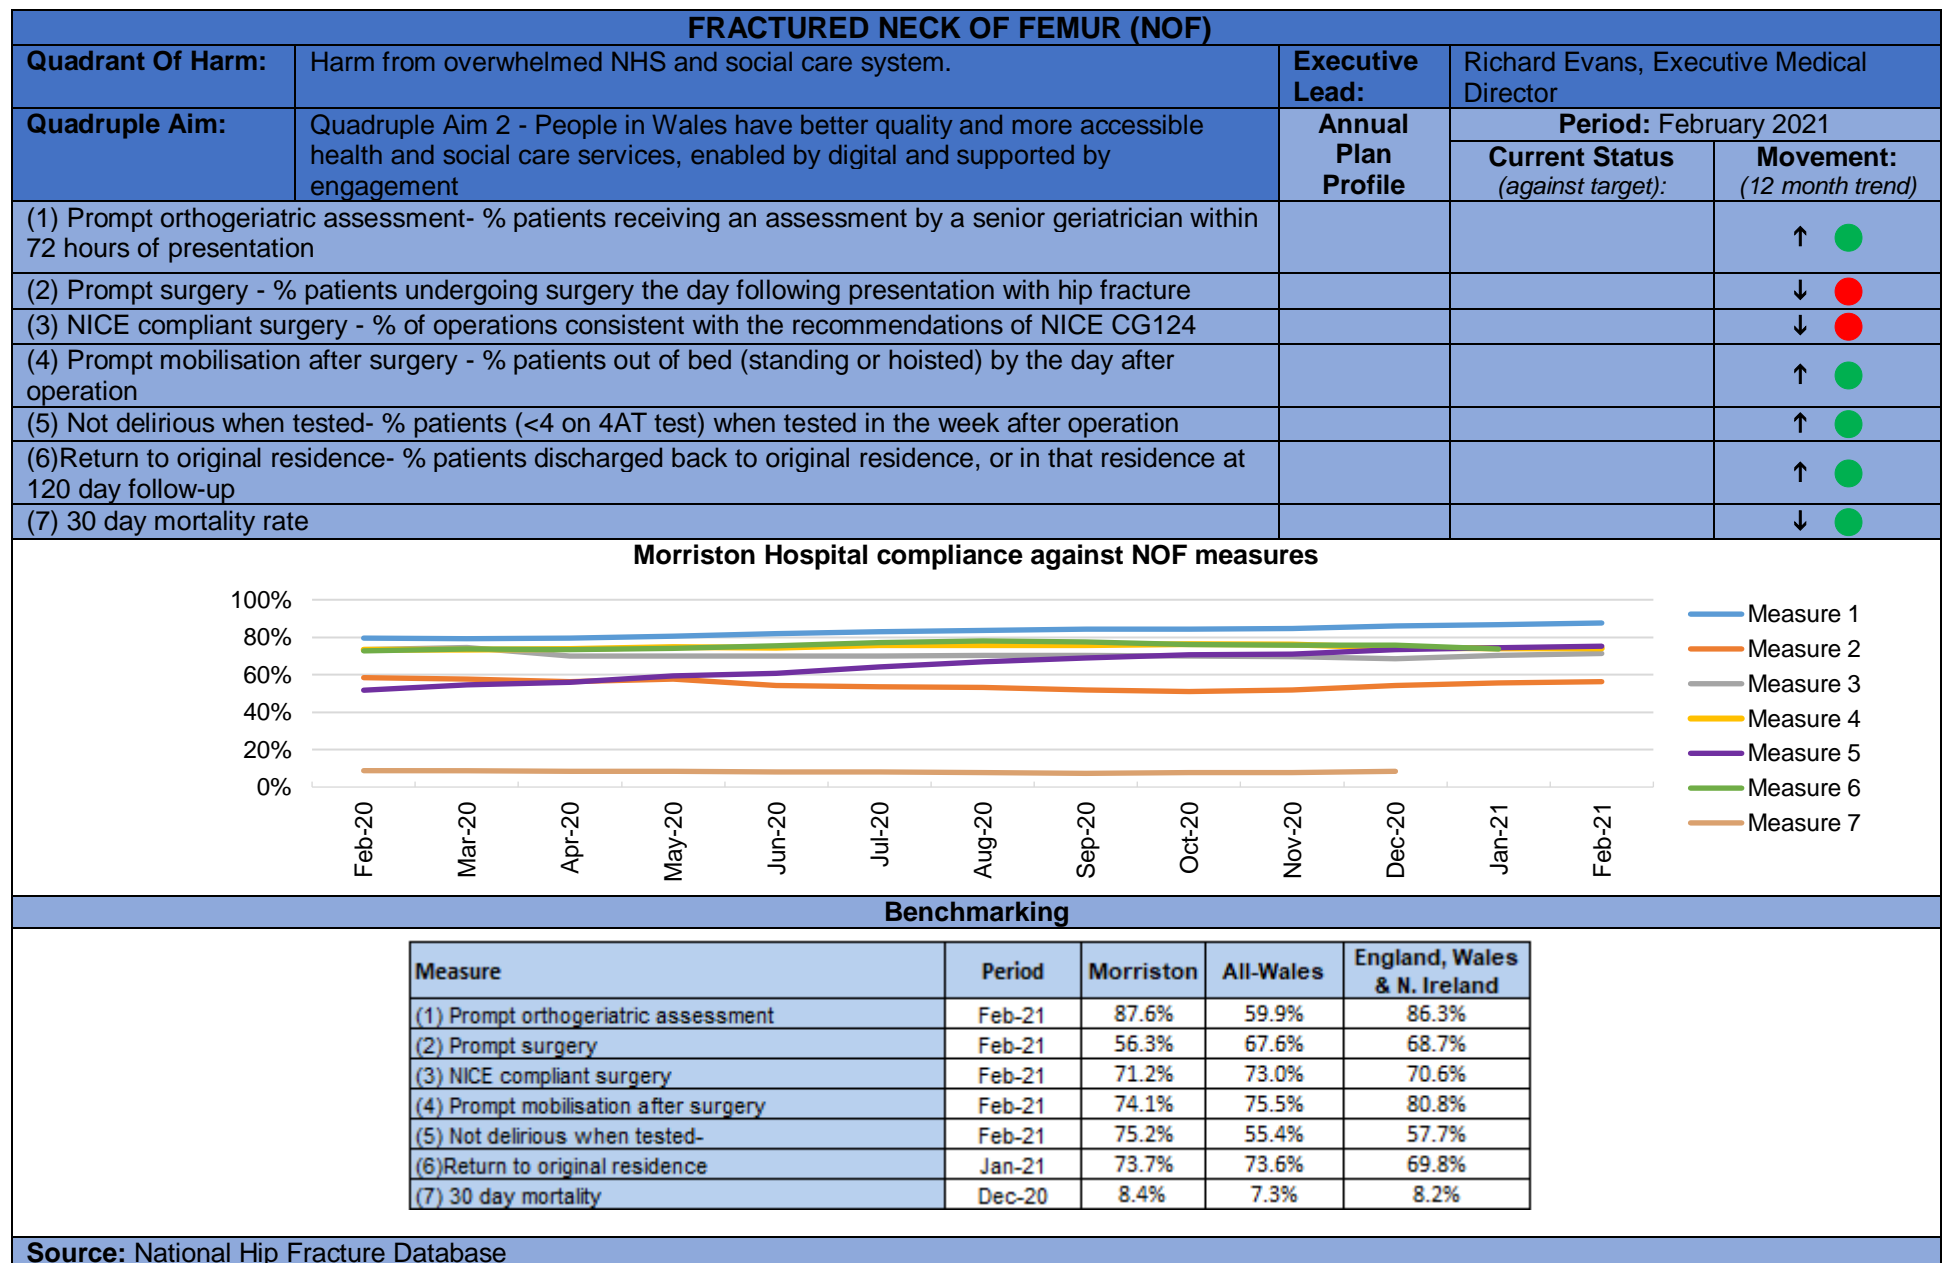 FRACTURED NECK OF FEMUR (NOF)
Quadrant Of Harm:
Harm from overwhelmed NHS and social care system.
Executive
Lead:
Richard Evans, Executive Medical
Director
Quadruple Aim:
Quadruple Aim 2 - People in Wales have better quality and more accessible
health and social care services, enabled by digital and supported by
engagement
Annual
Plan
Profile
Period: February 2021
Current Status
(against target):
Movement:
(12 month trend)
(1) Prompt orthogeriatric assessment- % patients receiving an assessment by a senior geriatrician within
72 hours of presentation
↑
(2) Prompt surgery - % patients undergoing surgery the day following presentation with hip fracture
↓
(3) NICE compliant surgery - % of operations consistent with the recommendations of NICE CG124
↓
(4) Prompt mobilisation after surgery - % patients out of bed (standing or hoisted) by the day after
operation
↑
(5) Not delirious when tested- % patients (<4 on 4AT test) when tested in the week after operation
↑
(6)Return to original residence- % patients discharged back to original residence, or in that residence at
120 day follow-up
↑
(7) 30 day mortality rate
↓
Morriston Hospital compliance against NOF measures
100%
80%
60%
40%
20%
0%
Feb-20
Mar-20
Apr-20
May-20
Jun-20
Jul-20
Aug-20
Sep-20
Oct-20
Nov-20
Dec-20
Jan-21
Feb-21
Measure 1
Measure 2
Measure 3
Measure 4
Measure 5
Measure 6
Measure 7
Benchmarking
Measure Period Morriston All-Wales England, Wales
& N. Ireland
(1) Prompt orthogeriatric assessment Feb-21 87.6% 59.9% 86.3%
(2) Prompt surgery Feb-21 56.3% 67.6% 68.7%
(3) NICE compliant surgery Feb-21 71.2% 73.0% 70.6%
(4) Prompt mobilisation after surgery Feb-21 74.1% 75.5% 80.8%
(5) Not delirious when tested- Feb-21 75.2% 55.4% 57.7%
(6)Return to original residence Jan-21 73.7% 73.6% 69.8%
(7) 30 day mortality Dec-20 8.4% 7.3% 8.2%
Source: National Hip Fracture Database